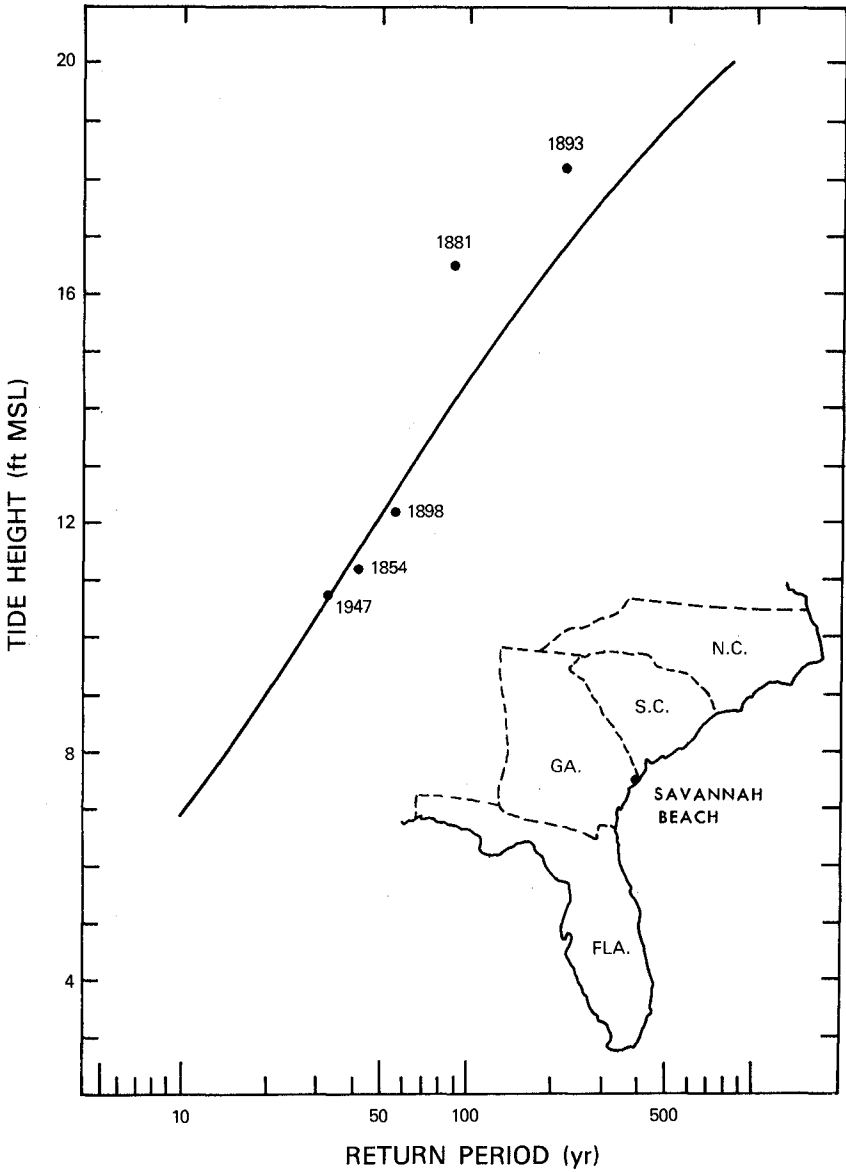 20
1893
1881
16
TIDE HEIGHT (ft MSL)
12
1898
1854
1947
N.C.
S.C.
8
GA.
SAVANNAH
BEACH
FLA.
4
10
50
100
500
RETURN PERIOD (yr)